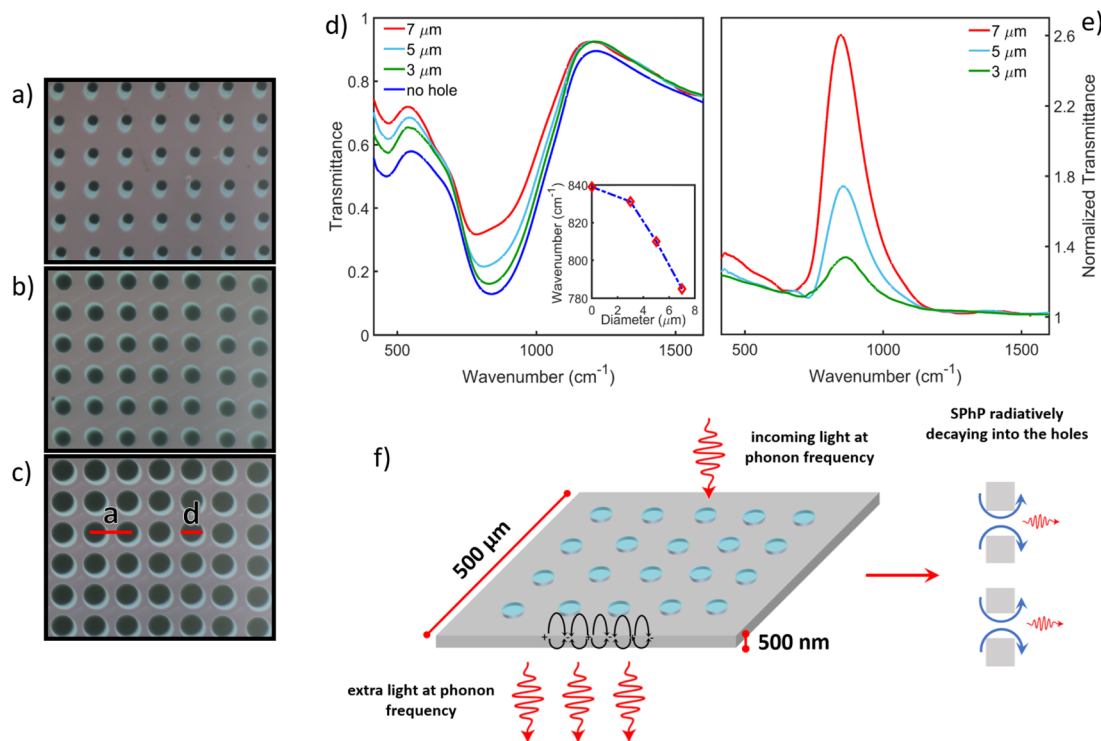 a)
b)
c)
a
d
d)
7 μm
5 μm
3 μm
no hole
1
0.8
0.6
0.4
0.2
0
Transmittance
500
1000
1500
Wavenumber (cm-1)
840
820
800
780
Wavenumber (cm-1)
0 2 4 6 8
Diameter (μm)
e)
7 μm
5 μm
3 μm
2.6
2.2
1.8
1.4
1
Normalized Transmittance
500
1000
1500
Wavenumber (cm-1)
f)
incoming light at
phonon frequency
500 μm
500 nm
extra light at phonon
frequency
SPhP radiatively
decaying into the holes